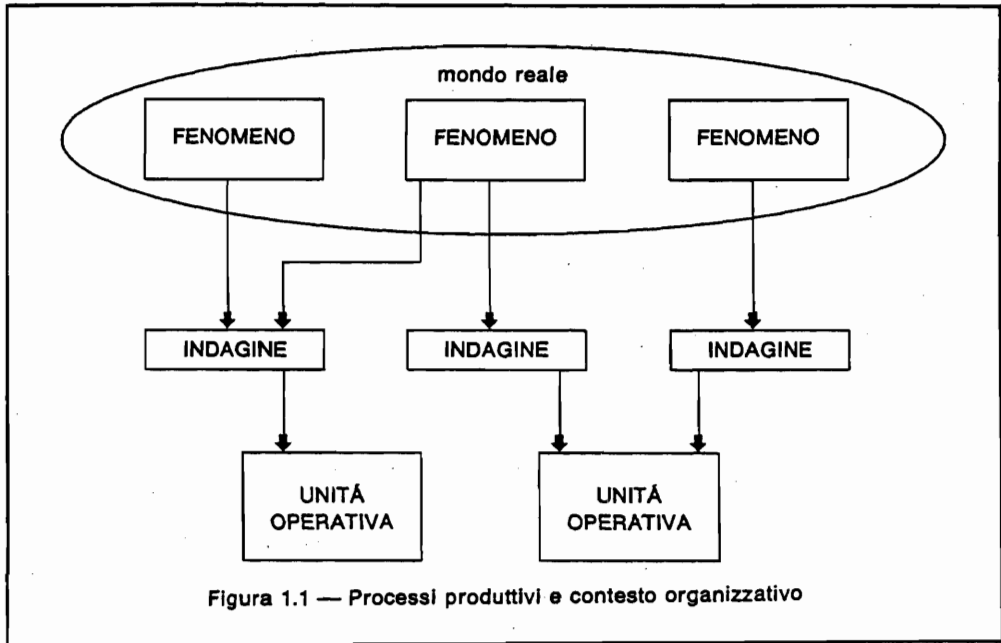 mondo reale
FENOMENO FENOMENO FENOMENO
INDAGINE INDAGINE INDAGINE
UNITÁ OPERATIVA
UNITÁ OPERATIVA
Figura 1.1 — Processi produttivi e contesto organizzativo